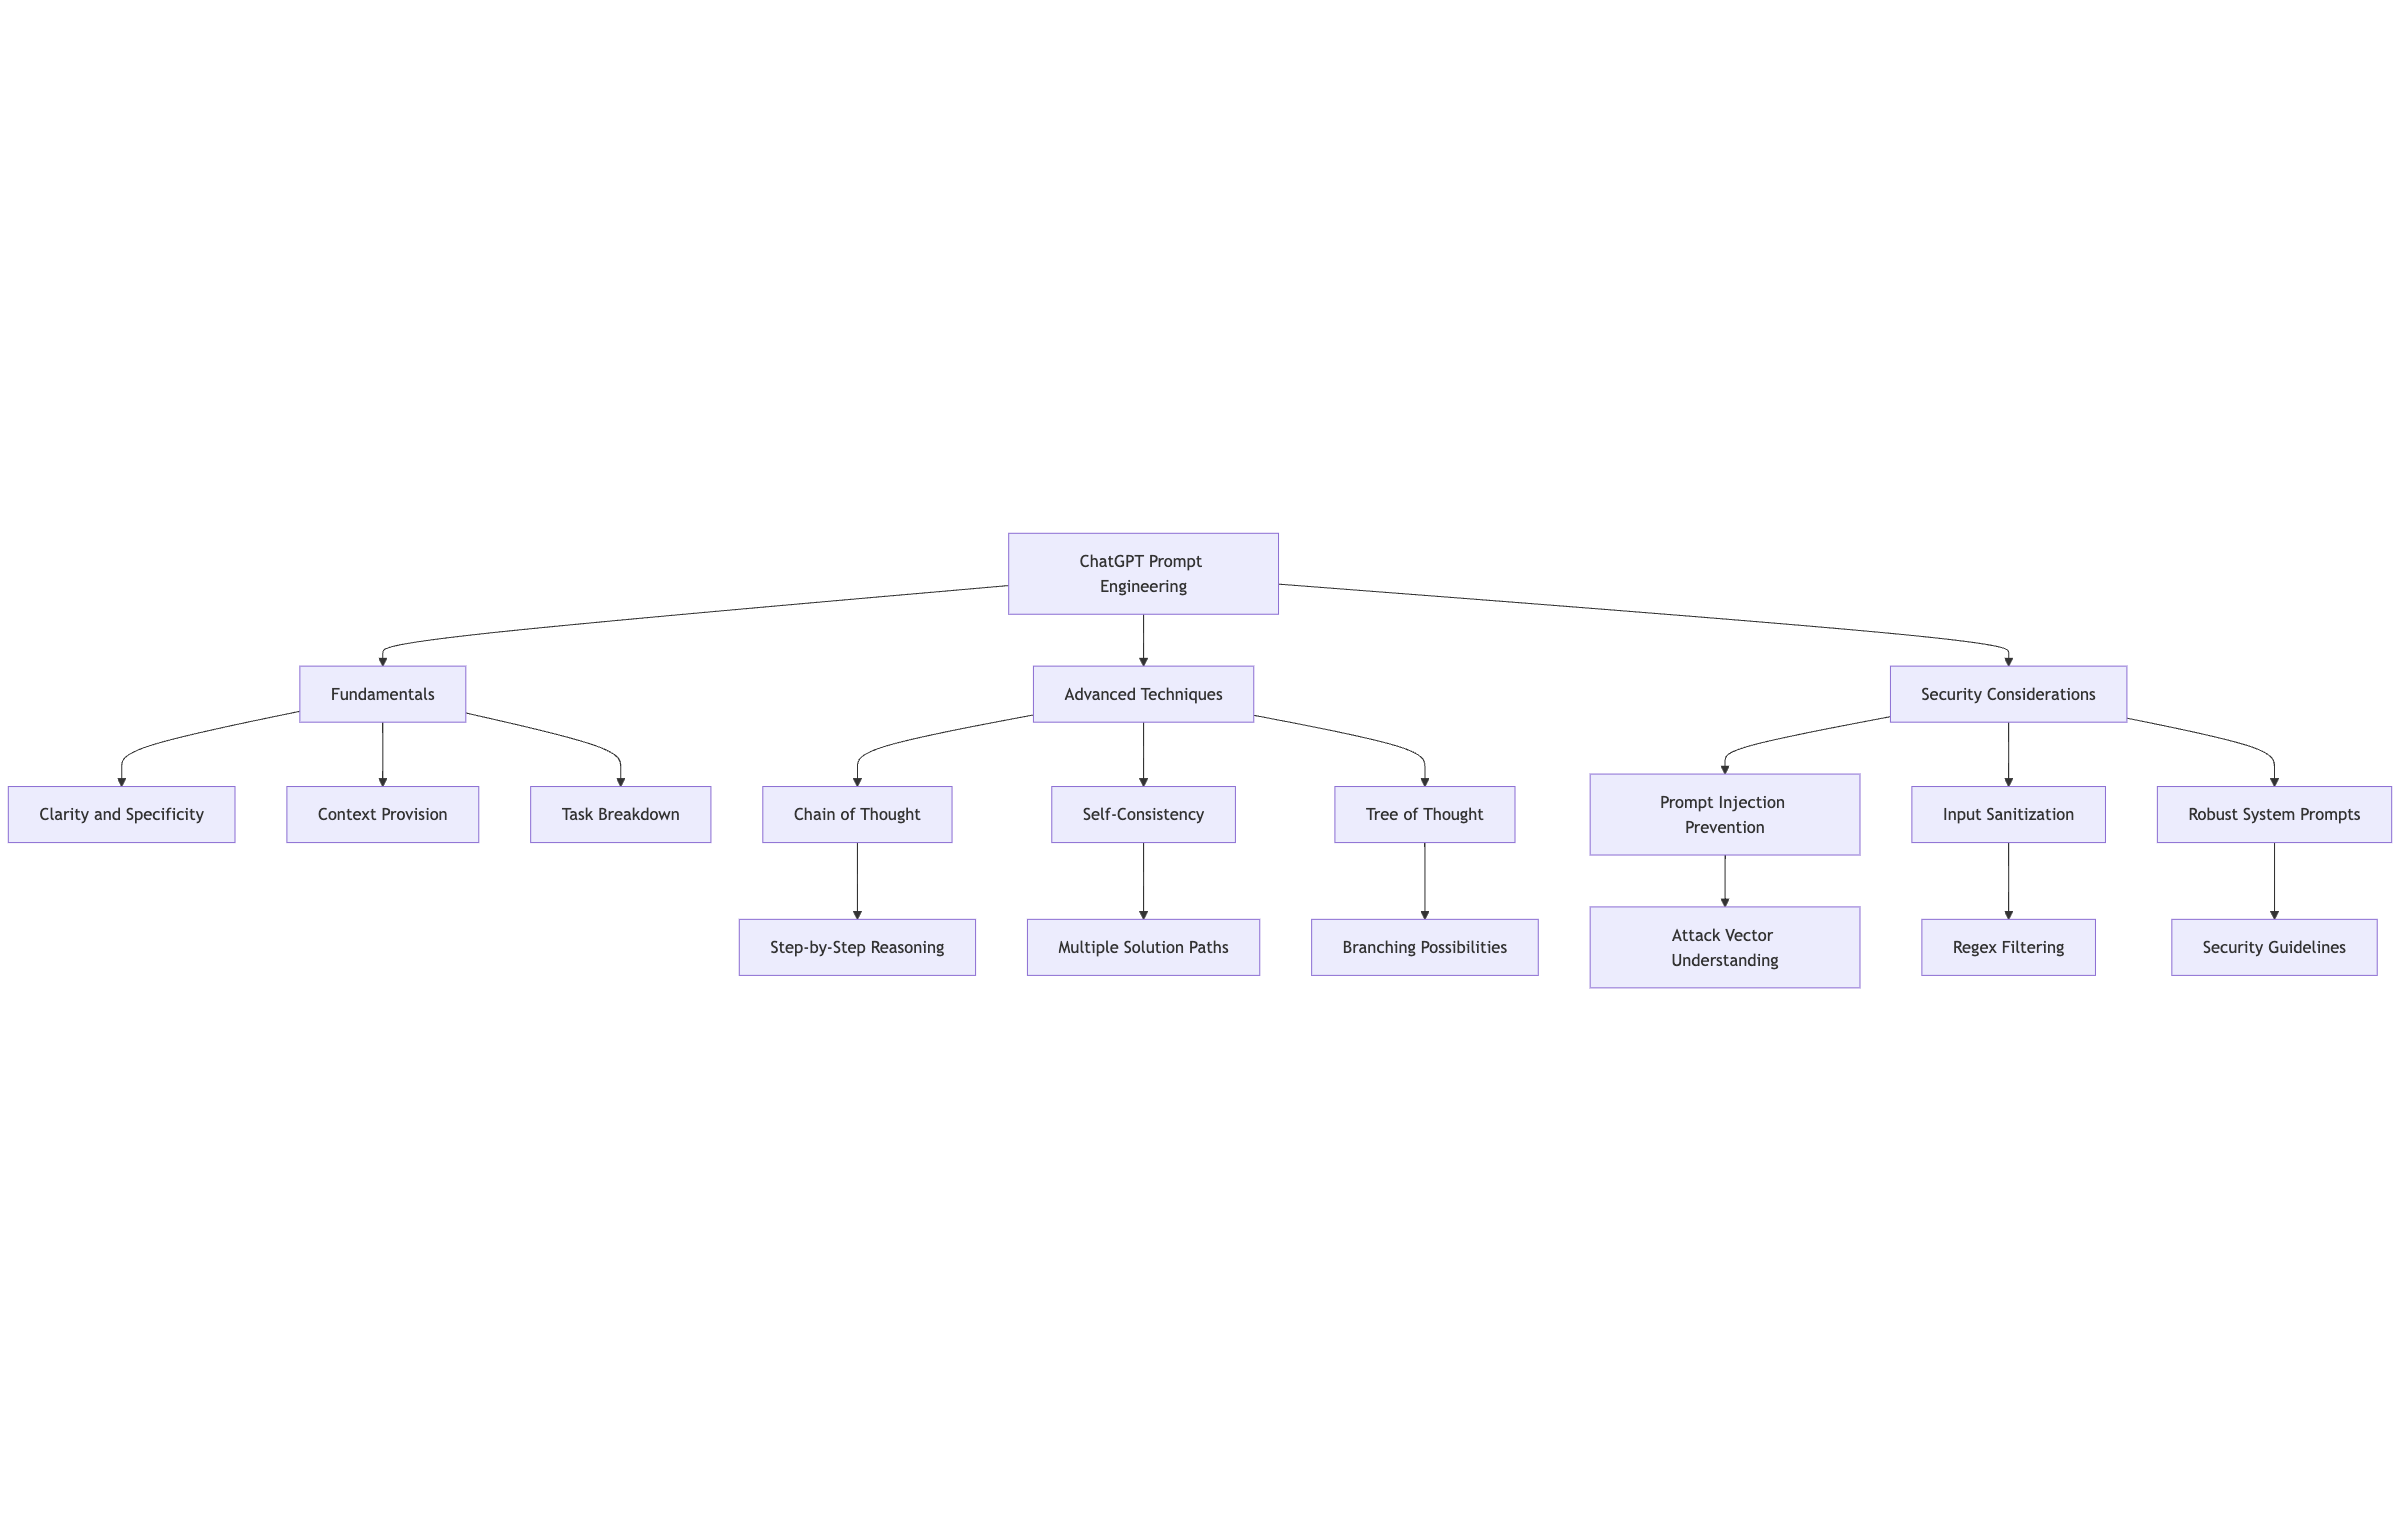 ChatGPT Prompt
Engineering
Fundamentals
Advanced Techniques
Security Considerations
Clarity and Specificity
Context Provision
Task Breakdown
Chain of Thought
Self-Consistency
Tree of Thought
Prompt Injection
Prevention
Input Sanitization
Robust System Prompts
Step-by-Step Reasoning
Multiple Solution Paths
Branching Possibilities
Attack Vector
Understanding
Regex Filtering
Security Guidelines